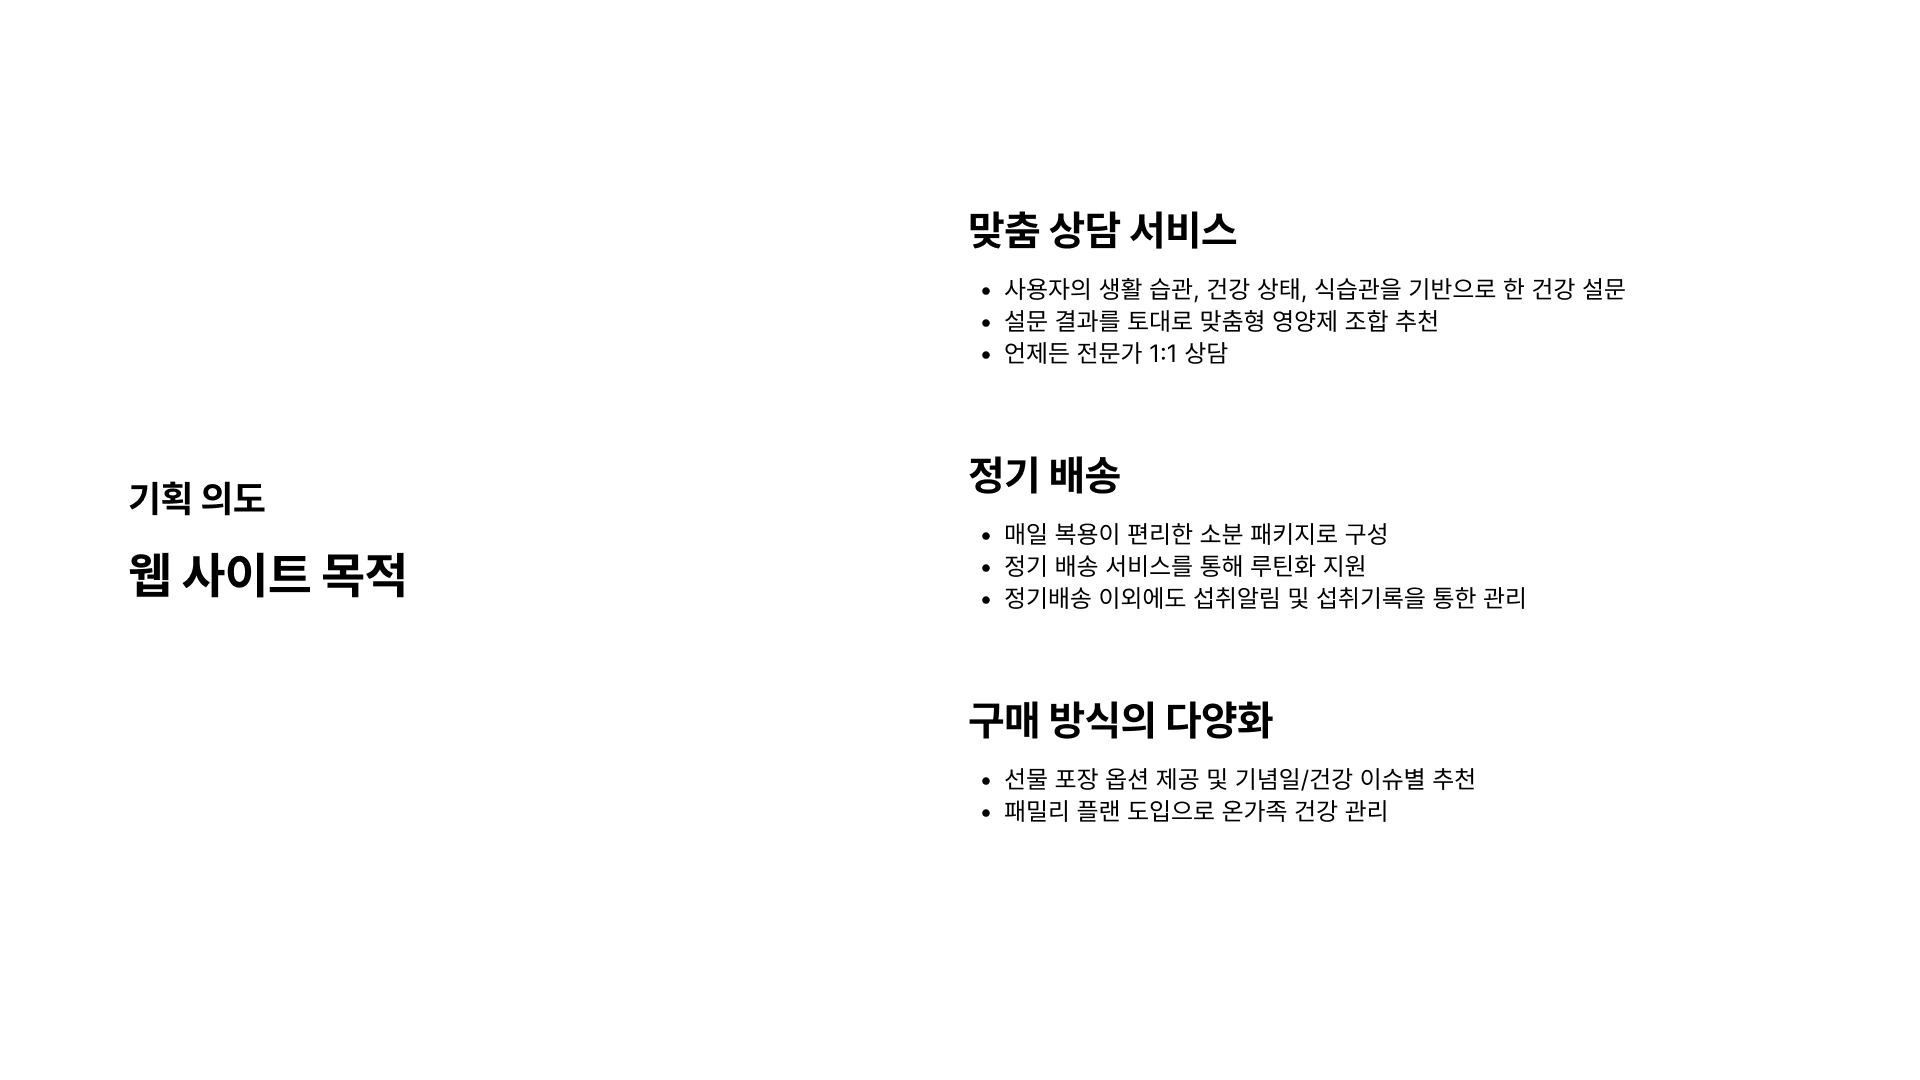 기획 의도
웹 사이트 목적
맞춤 상담 서비스
• 사용자의 생활 습관, 건강 상태, 식습관을 기반으로 한 건강 설문
• 설문 결과를 토대로 맞춤형 영양제 조합 추천
• 언제든 전문가 1:1 상담
정기 배송
• 매일 복용이 편리한 소분 패키지로 구성
• 정기 배송 서비스를 통해 루틴화 지원
• 정기배송 이외에도 섭취알림 및 섭취기록을 통한 관리
구매 방식의 다양화
• 선물 포장 옵션 제공 및 기념일/건강 이슈별 추천
• 패밀리 플랜 도입으로 온가족 건강 관리